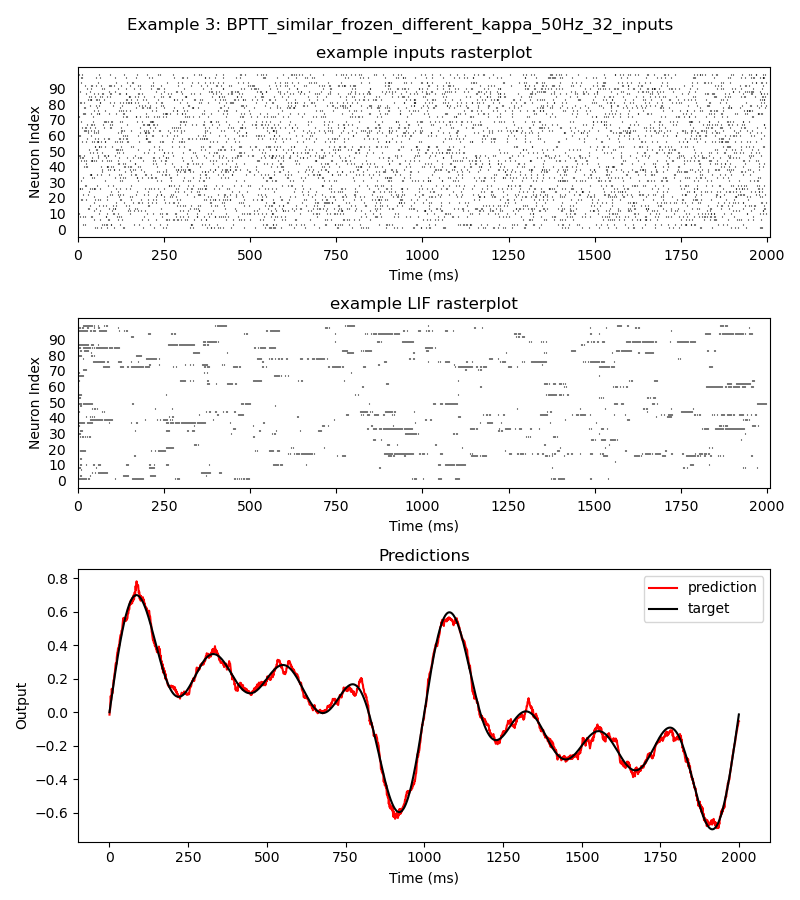 Example 3: BPTT_similar_frozen_different_kappa_50Hz_32_inputs
example inputs rasterplot
Neuron Index
90
80
70
60
50
40
30
20
10
0
0 250 500 750 1000 1250 1500 1750 2000
Time (ms)
example LIF rasterplot
Neuron Index
90
80
70
60
50
40
30
20
10
0
0 250 500 750 1000 1250 1500 1750 2000
Time (ms)
Predictions
Output
0.8
0.6
0.4
0.2
0.0
−0.2
−0.4
−0.6
prediction
target
0 250 500 750 1000 1250 1500 1750 2000
Time (ms)